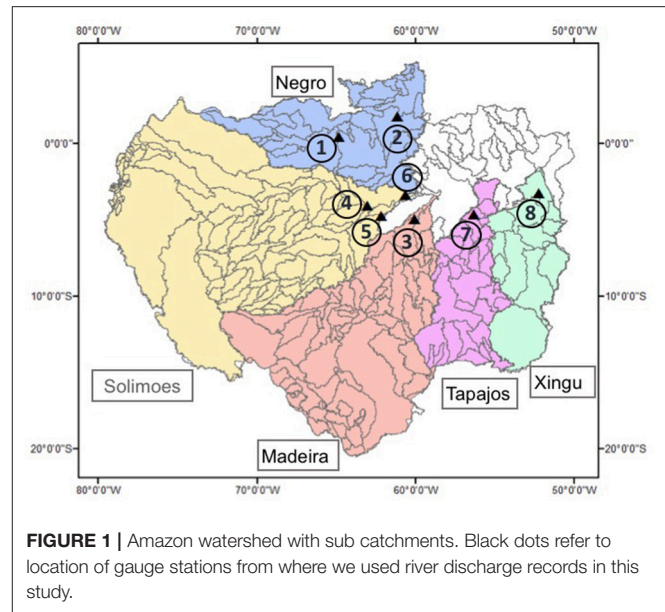 80°0'0"W 70°0'0"W 60°0'0"W 50°0'0"W
Negro
0°0'0" 0°0'0"
1
2
6
4
5
3
7
8
10°0'0"S 10°0'0"S
Solimoes
Tapajos
Xingu
Madeira
20°0'0"S 20°0'0"S
80°0'0"W 70°0'0"W 60°0'0"W 50°0'0"W
FIGURE 1 | Amazon watershed with sub catchments. Black dots refer to
location of gauge stations from where we used river discharge records in this
study.